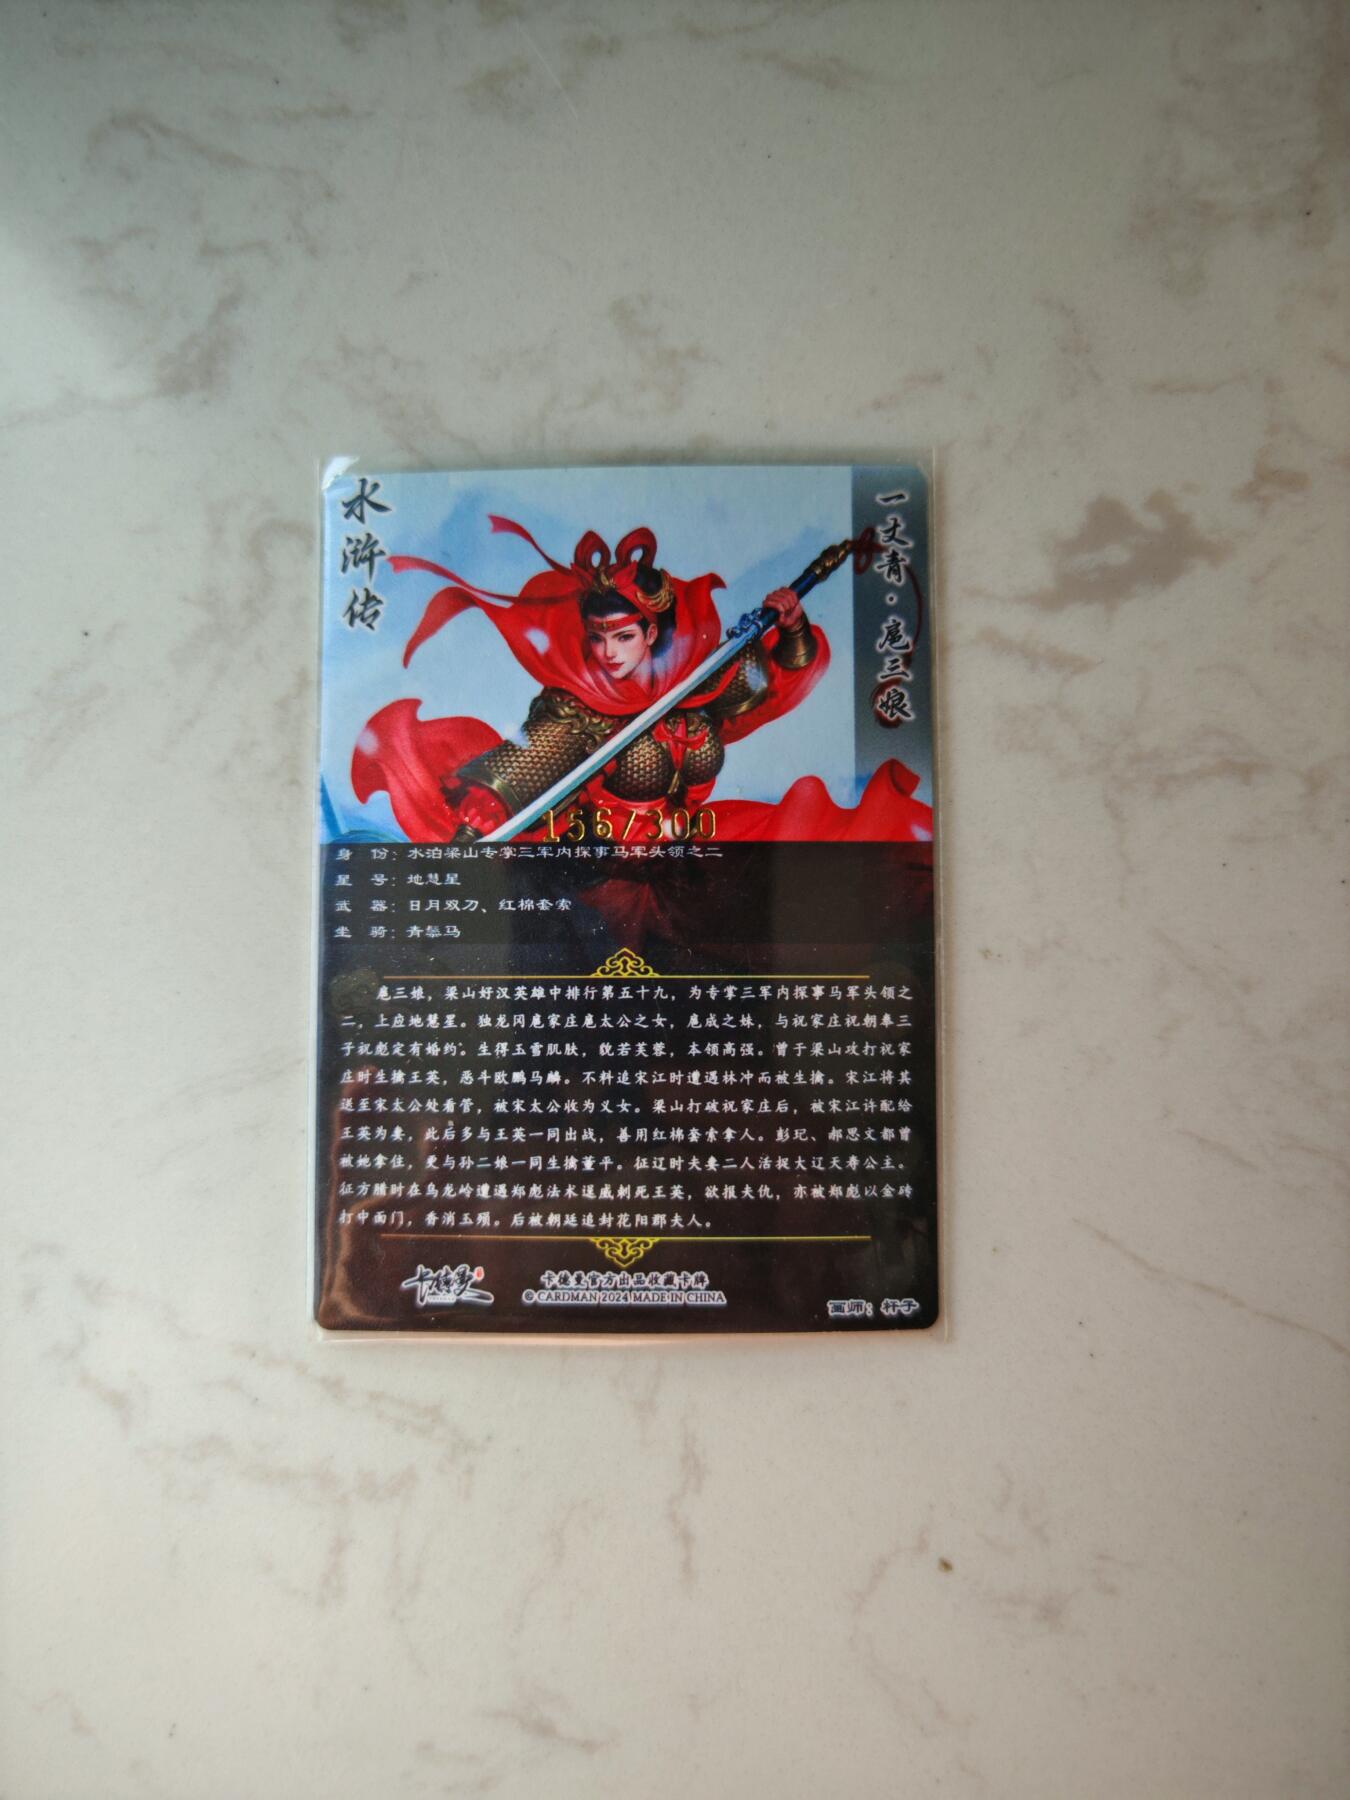 水浒传
一丈青·扈三娘
156/300
身 份：水泊梁山专掌三军内探事马军头领之二
星 号：地慧星
武 器：日月双刀、红棉套索
坐 骑：青鬃马
扈三娘，梁山好汉英雄中排行第五十九，为专掌三军内探事马军头领之
二，上应地慧星。独龙冈扈家庄扈太公之女，扈成之妹，与祝家庄祝朝奉三
子祝彪定有婚约。生得玉雪肌肤，貌若芙蓉，本领高强。曾于梁山攻打祝家
庄时生擒王英，恶斗欧鹏马麟。不料追宋江时遭遇林冲而被生擒。宋江将其
送至宋太公处看管，被宋太公收为义女。梁山打破祝家庄后，被宋江许配给
王英为妻，此后多与王英一同出战，善用红棉套索拿人。彭玘、郝思文都曾
被她拿住，更与孙二娘一同生擒董平。征辽时夫妻二人活捉大辽天寿公主。
征方腊时在乌龙岭遭遇郑彪法术送戚刺死王英，欲报夫仇，亦被郑彪以金砖
打中面门，香消玉殒。后被朝廷追封花阳郡夫人。
卡德曼
卡德曼官方出品收藏卡牌
© CARDMAN 2024 MADE IN CHINA
画师：杆子